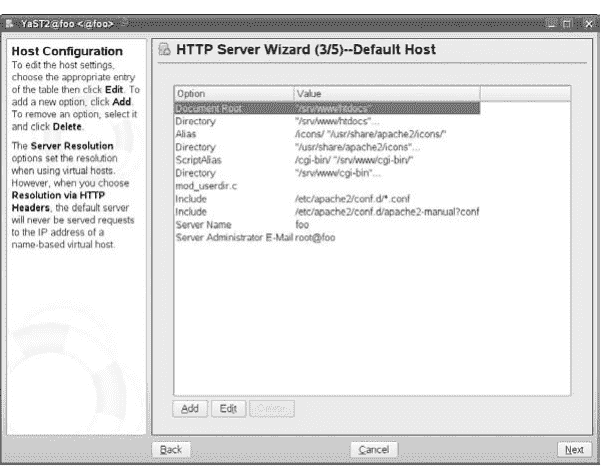 YaST2@foo <@foo>
Host Configuration
To edit the host settings,
choose the appropriate entry
of the table then click Edit. To
add a new option, click Add.
To remove an option, select it
and click Delete.
The Server Resolution
options set the resolution
when using virtual hosts.
However, when you choose
Resolution via HTTP
Headers, the default server
will never be served requests
to the IP address of a
name-based virtual host.
HTTP Server Wizard (3/5)--Default Host
Option Value
Document Root "/srv/www/htdocs"
Directory "/srv/www/htdocs"...
Alias /icons/ "/usr/share/apache2/icons/"
Directory "/usr/share/apache2/icons"...
ScriptAlias /cgi-bin/ "/srv/www/cgi-bin/"
Directory "/srv/www/cgi-bin"...
mod_userdir.c
Include /etc/apache2/conf.d/*.conf
Include /etc/apache2/conf.d/apache2-manual?conf
Server Name foo
Server Administrator E-Mail root@foo
Add Edit Delete
Back Cancel Next